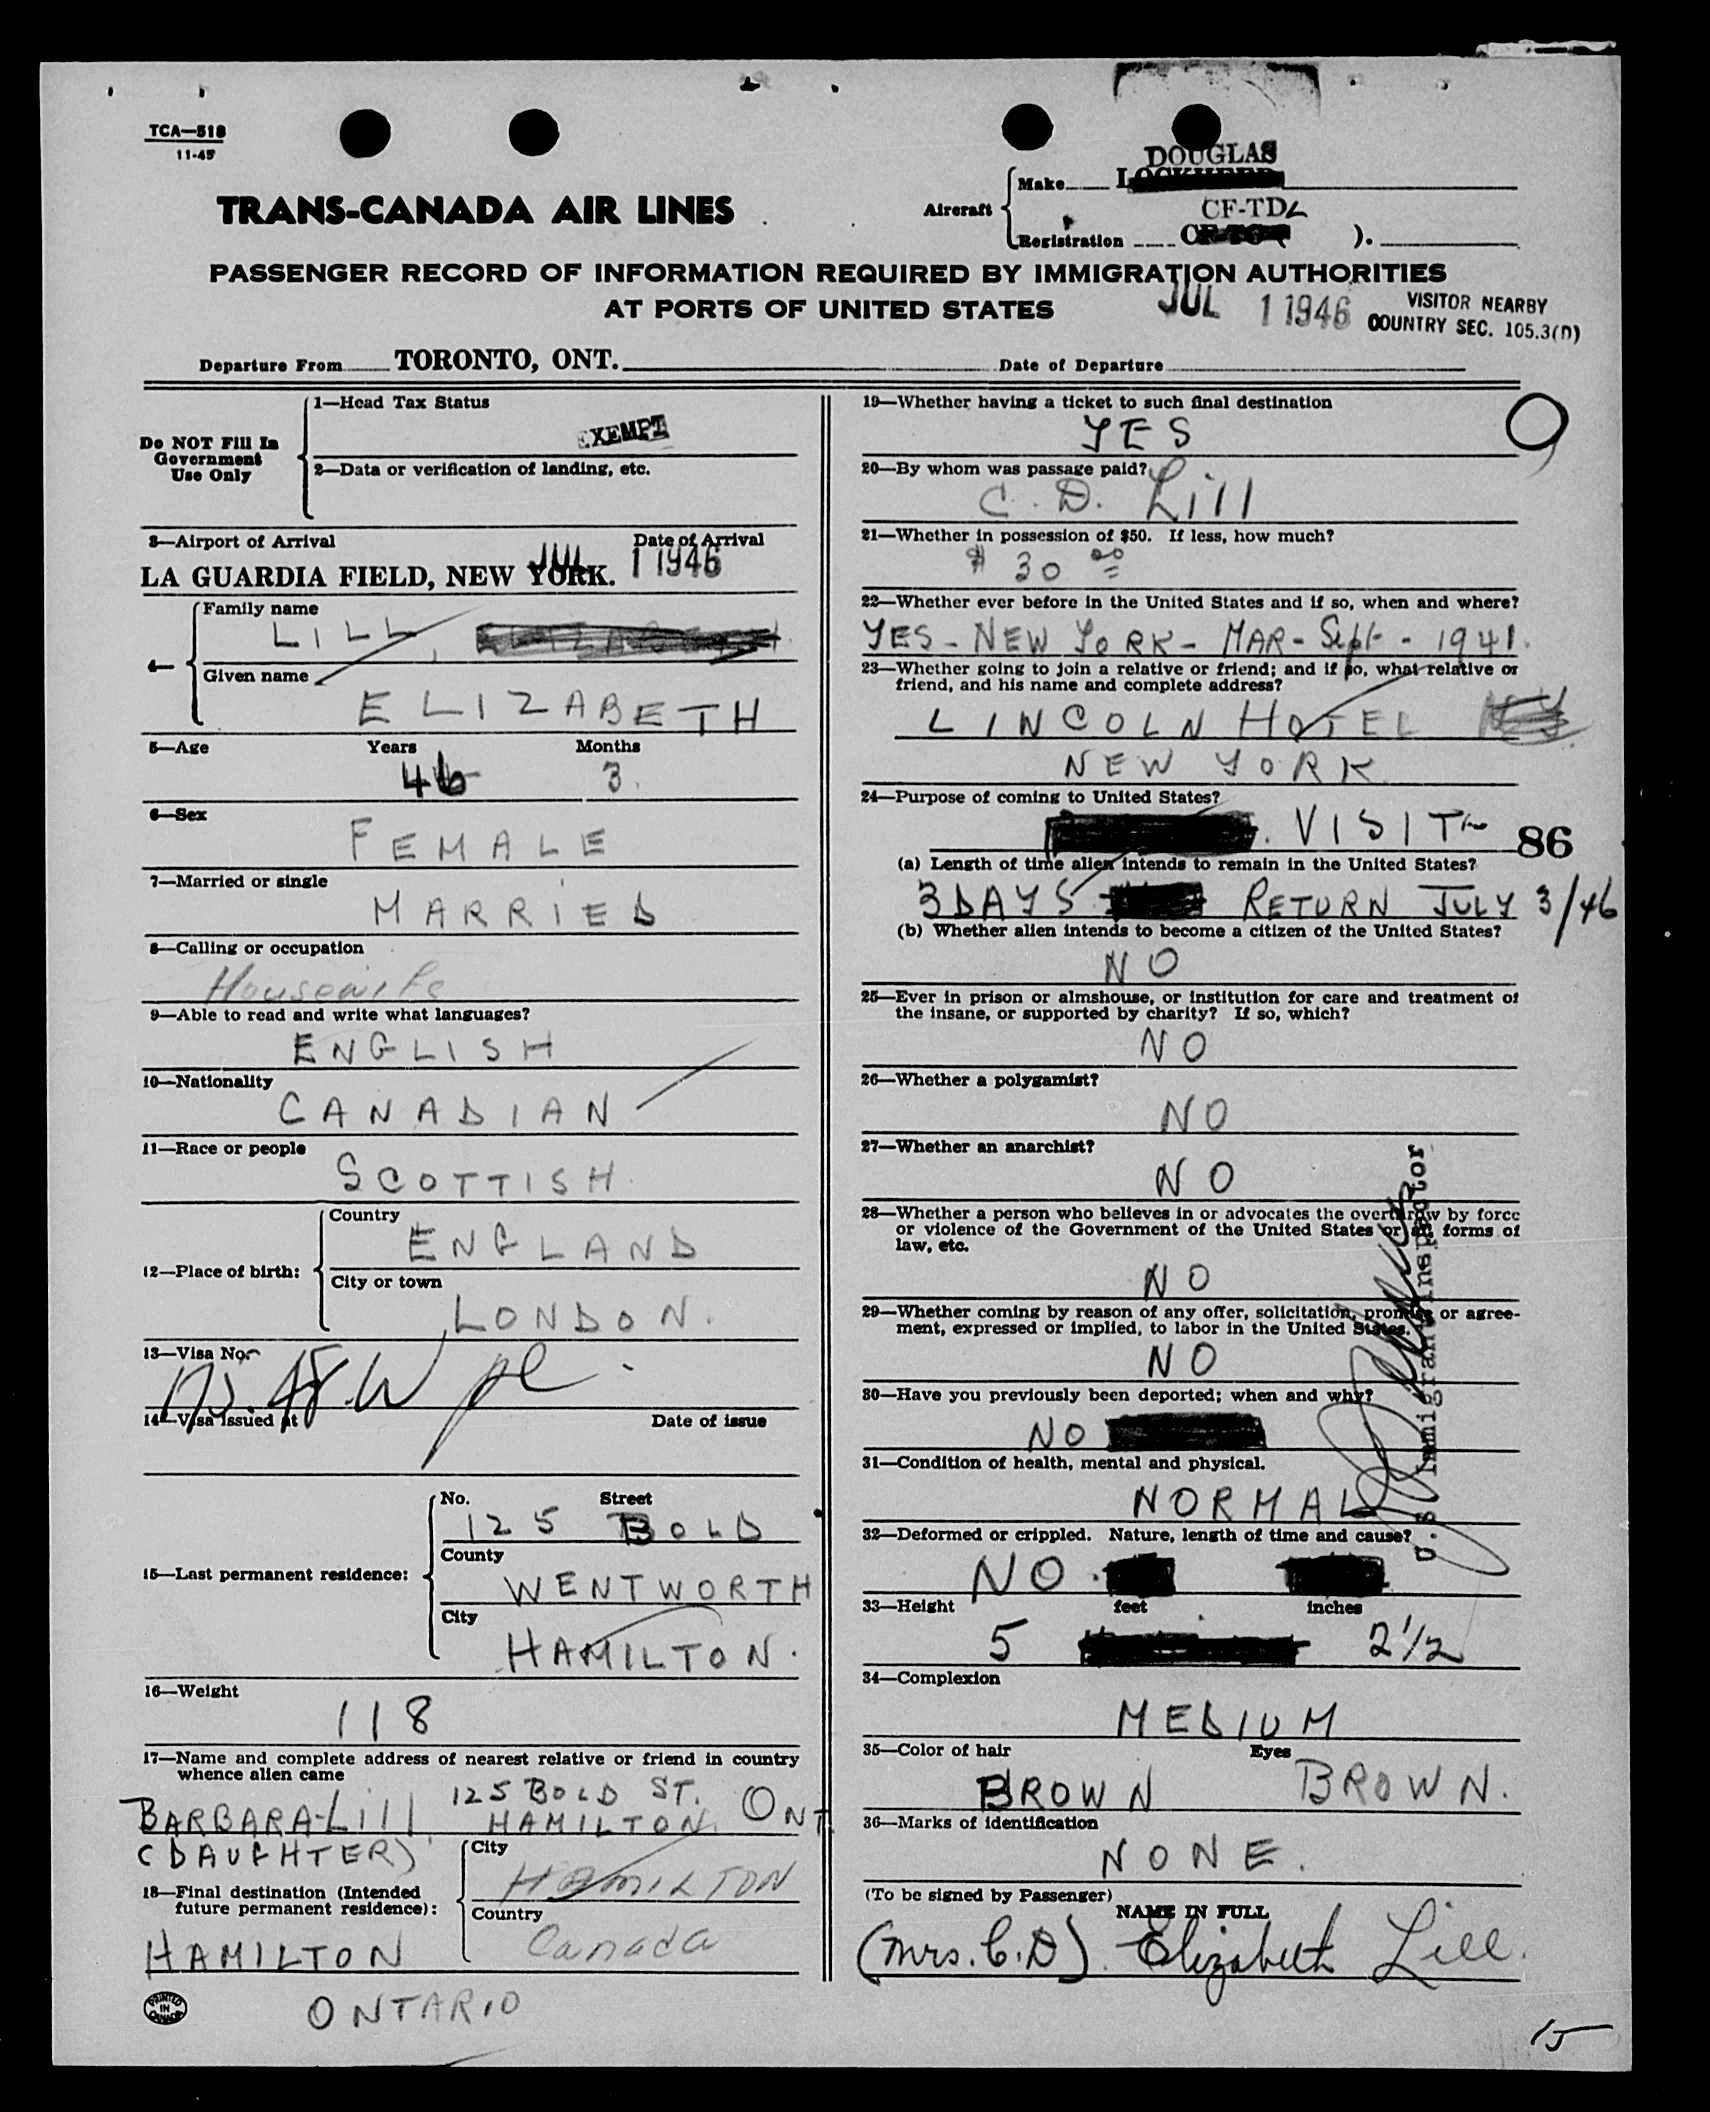 TCA—518
11-45
DOUGLAS
Aircraft
Make
TRANS-CANADA AIR LINES
CF-TDL
Registration
).
PASSENGER RECORD OF INFORMATION REQUIRED BY IMMIGRATION AUTHORITIES
AT PORTS OF UNITED STATES
JUL 1 1946
VISITOR NEARBY
COUNTRY SEC. 105.3(D)
Departure From TORONTO, ONT.
Date of Departure
Do NOT Fill In
Government
Use Only
1—Head Tax Status
EXEMPT
2—Data or verification of landing, etc.
3—Airport of Arrival Date of Arrival
LA GUARDIA FIELD, NEW YORK. JUL 1 1946
4—
Family name
LILL
Given name
ELIZABETH
5—Age Years Months
46 3
6—Sex
FEMALE
7—Married or single
MARRIED
8—Calling or occupation
Housewife
9—Able to read and write what languages?
ENGLISH
10—Nationality
CANADIAN
11—Race or people
SCOTTISH.
12—Place of birth:
Country
ENGLAND
City or town
LONDON.
13—Visa No.
14—Visa issued at Date of issue
15—Last permanent residence:
No. Street
125 BOLD
County
WENTWORTH
City
HAMILTON.
16—Weight
118
17—Name and complete address of nearest relative or friend in country
whence alien came
125 BOLD ST.
BARBARA-Lill HAMILTON. ONT.
(DAUGHTER)
18—Final destination (Intended
future permanent residence):
City
HAMILTON
Country
Canada
HAMILTON
ONTARIO
PRINTED
IN
CANADA
19—Whether having a ticket to such final destination
YES
20—By whom was passage paid?
C. D. Lill
21—Whether in possession of $50. If less, how much?
$ 30 00
22—Whether ever before in the United States and if so, when and where?
YES - NEW YORK - MAR - Sept - 1941.
23—Whether going to join a relative or friend; and if so, what relative or
friend, and his name and complete address?
LINCOLN HOTEL
NEW YORK
24—Purpose of coming to United States?
VISIT
86
(a) Length of time alien intends to remain in the United States?
3 DAYS RETURN JULY 3/46
(b) Whether alien intends to become a citizen of the United States?
NO
25—Ever in prison or almshouse, or institution for care and treatment of
the insane, or supported by charity? If so, which?
NO
26—Whether a polygamist?
NO
27—Whether an anarchist?
NO
28—Whether a person who believes in or advocates the overthrow by force
or violence of the Government of the United States or all forms of
law, etc.
NO
29—Whether coming by reason of any offer, solicitation, promise or agree-
ment, expressed or implied, to labor in the United States.
NO
30—Have you previously been deported; when and why?
NO
31—Condition of health, mental and physical.
NORMAL
32—Deformed or crippled. Nature, length of time and cause?
NO
33—Height feet inches
5 2 1/2
34—Complexion
MEDIUM
35—Color of hair Eyes
BROWN BROWN.
36—Marks of identification
NONE.
(To be signed by Passenger)
NAME IN FULL
(Mrs. C. D.) Elizabeth Lill.
U.S. Immigrant Inspector
15